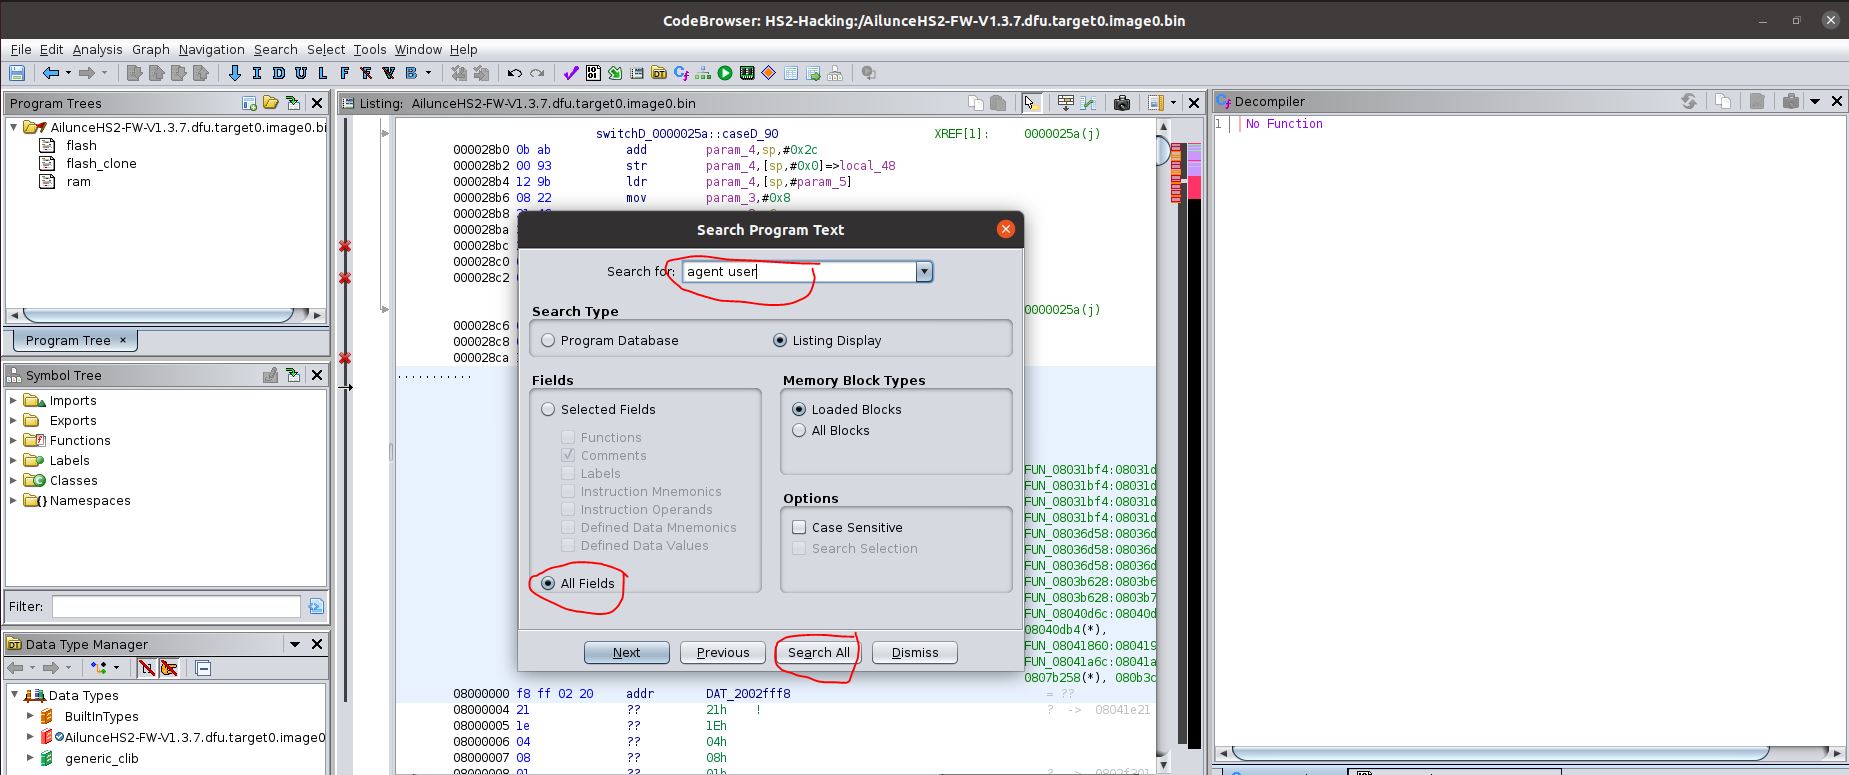 CodeBrowser: HS2-Hacking:/AilunceHS2-FW-V1.3.7.dfu.target0.image0.bin
File Edit Analysis Graph Navigation Search Select Tools Window Help
I D U L F F V B
Program Trees
AilunceHS2-FW-V1.3.7.dfu.target0.image0.bi
flash
flash_clone
ram
Program Tree ×
Symbol Tree
Imports
Exports
Functions
Labels
Classes
Namespaces
Filter:
Data Type Manager
Data Types
BuiltInTypes
AilunceHS2-FW-V1.3.7.dfu.target0.image0
generic_clib
Listing: AilunceHS2-FW-V1.3.7.dfu.target0.image0.bin
switchD_0000025a::caseD_90 XREF[1]: 0000025a(j)
000028b0 0b ab add param_4,sp,#0x2c
000028b2 00 93 str param_4,[sp,#0x0]=>local_48
000028b4 12 9b ldr param_4,[sp,#param_5]
000028b6 08 22 mov param_3,#0x8
000028b8
000028ba
000028bc
000028c0
000028c2
0000025a(j)
000028c6
000028c8
000028ca
FUN_08031bf4:08031d
FUN_08031bf4:08031d
FUN_08031bf4:08031d
FUN_08031bf4:08031d
FUN_08036d58:08036d
FUN_08036d58:08036d
FUN_08036d58:08036d
FUN_0803b628:0803b6
FUN_0803b628:0803b7
FUN_08040d6c:08040d
08040db4(*),
FUN_08041860:080419
FUN_08041a6c:08041a
0807b258(*), 080b3c
08000000 f8 ff 02 20 addr DAT_2002fff8 = ??
08000004 21 ?? 21h ! ? -> 08041e21
08000005 1e ?? 1Eh
08000006 04 ?? 04h
08000007 08 ?? 08h
08000008 01 ?? 01h
Search Program Text
Search for: agent user
Search Type
Program Database Listing Display
Fields
Selected Fields
Functions
Comments
Labels
Instruction Mnemonics
Instruction Operands
Defined Data Mnemonics
Defined Data Values
All Fields
Memory Block Types
Loaded Blocks
All Blocks
Options
Case Sensitive
Search Selection
Next Previous Search All Dismiss
Decompiler
1 No Function